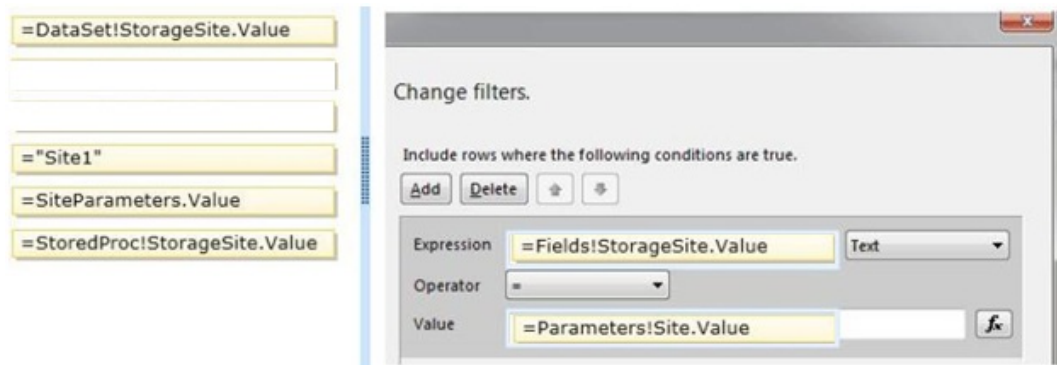 =DataSet!StorageSite.Value
="Site1"
=SiteParameters.Value
=StoredProc!StorageSite.Value
x
Change filters.
Include rows where the following conditions are true.
Add Delete
Expression =Fields!StorageSite.Value Text
Operator =
Value =Parameters!Site.Value fx